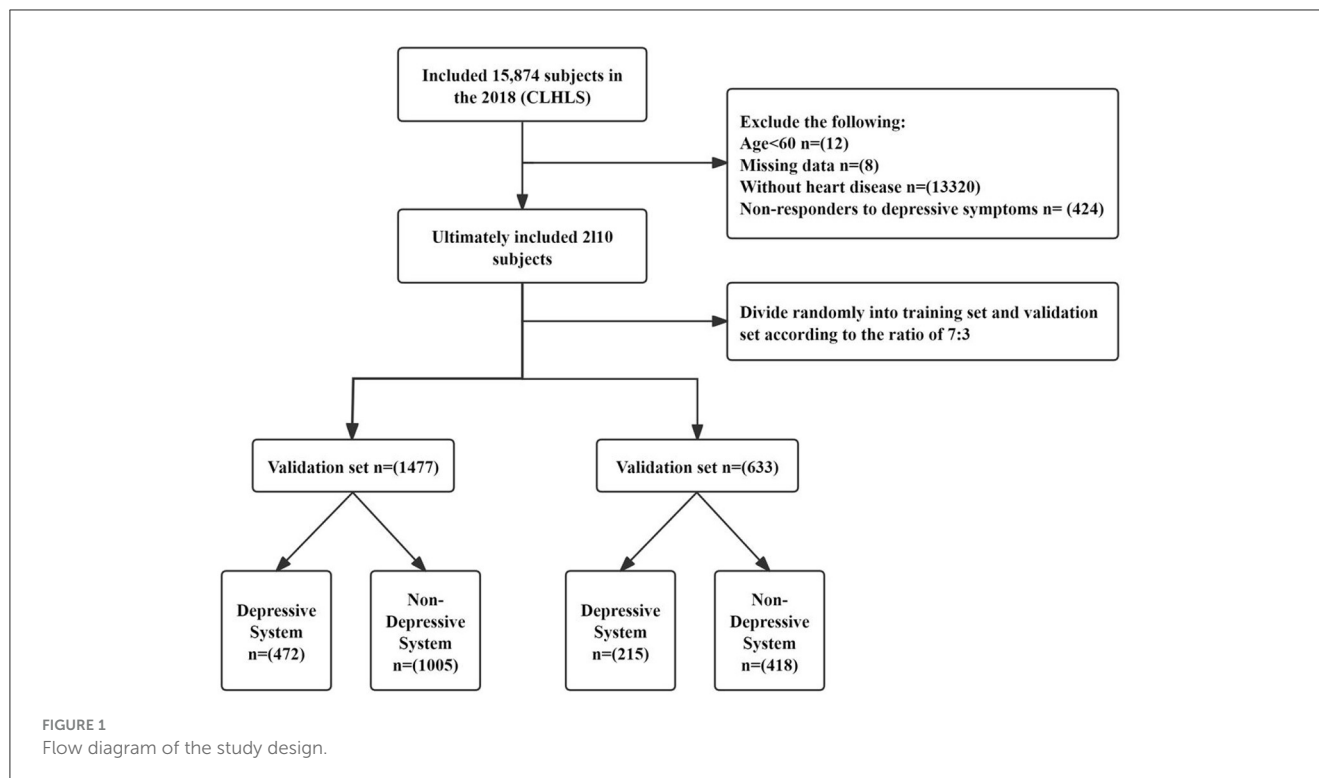 Included 15,874 subjects in
the 2018 (CLHLS)
Exclude the following:
Age<60 n=(12)
Missing data n=(8)
Without heart disease n=(13320)
Non-responders to depressive symptoms n= (424)
Ultimately included 2l10
subjects
Divide randomly into training set and validation
set according to the ratio of 7:3
Validation set n=(1477)
Validation set n=(633)
Depressive
System
n=(472)
Non-
Depressive
System
n=(1005)
Depressive
System
n=(215)
Non-
Depressive
System
n=(418)
FIGURE 1
Flow diagram of the study design.